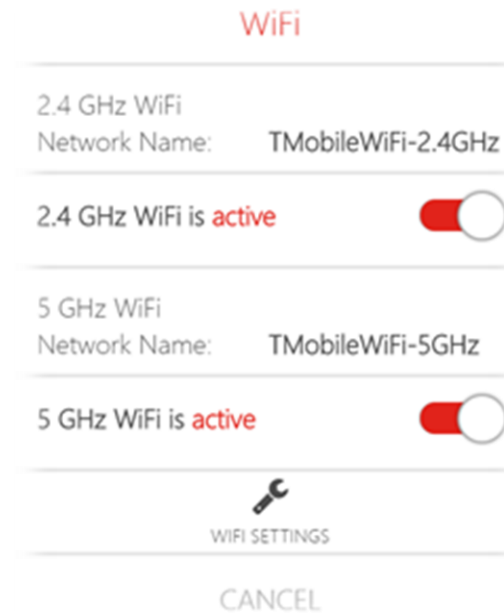 WiFi
2.4 GHz WiFi
Network Name: TMobileWiFi-2.4GHz
2.4 GHz WiFi is active
5 GHz WiFi
Network Name: TMobileWiFi-5GHz
5 GHz WiFi is active
WIFI SETTINGS
CANCEL